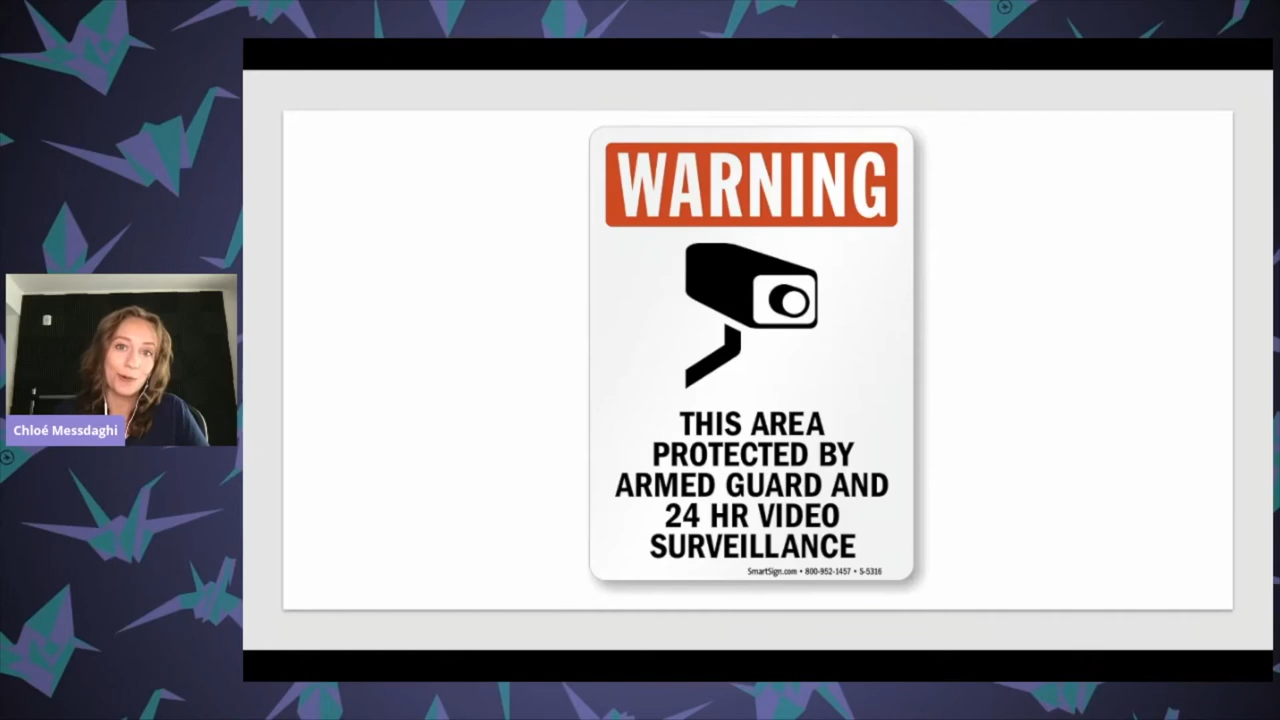 Chloé Messdaghi
WARNING
THIS AREA
PROTECTED BY
ARMED GUARD AND
24 HR VIDEO
SURVEILLANCE
SmartSign.com • 800-952-1457 • S-5316